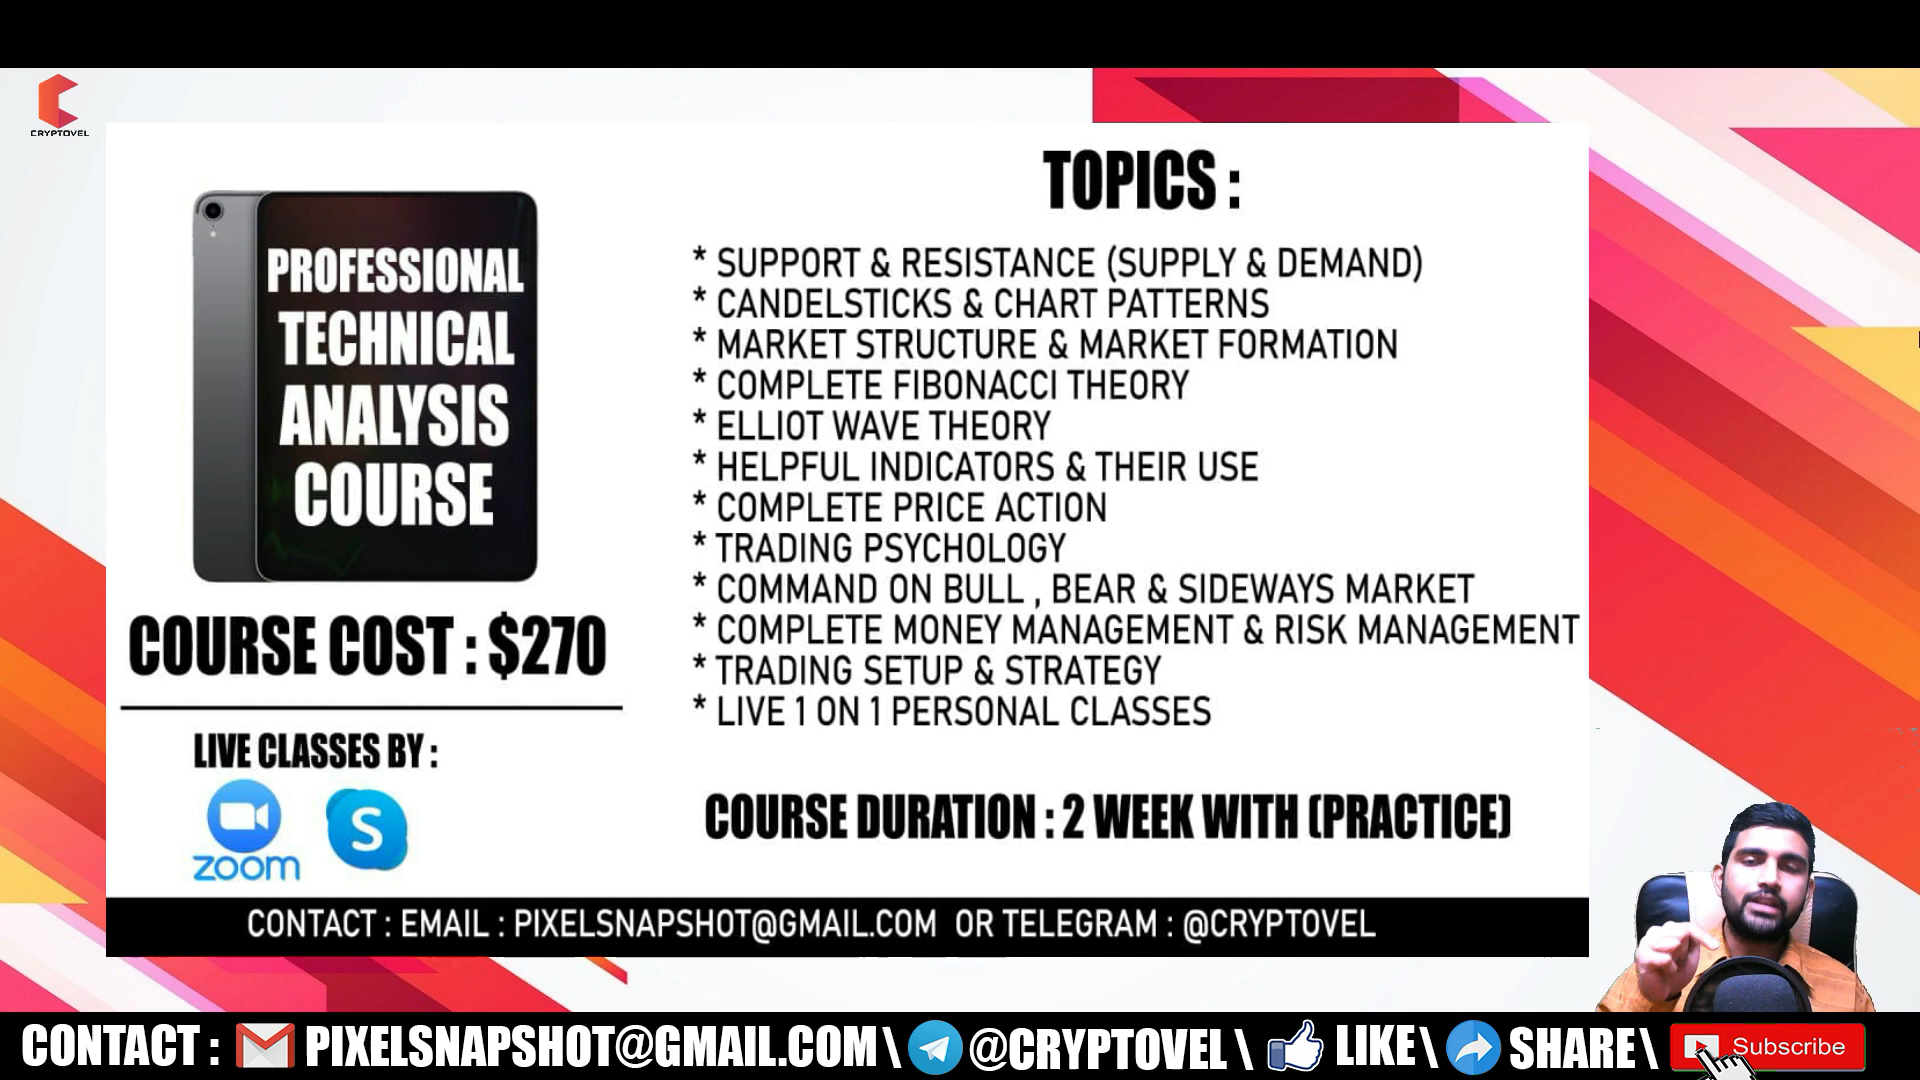 CRYPTOVEL
PROFESSIONAL
TECHNICAL
ANALYSIS
COURSE
COURSE COST : $270
LIVE CLASSES BY :
zoom
S
TOPICS :
* SUPPORT & RESISTANCE (SUPPLY & DEMAND)
* CANDELSTICKS & CHART PATTERNS
* MARKET STRUCTURE & MARKET FORMATION
* COMPLETE FIBONACCI THEORY
* ELLIOT WAVE THEORY
* HELPFUL INDICATORS & THEIR USE
* COMPLETE PRICE ACTION
* TRADING PSYCHOLOGY
* COMMAND ON BULL , BEAR & SIDEWAYS MARKET
* COMPLETE MONEY MANAGEMENT & RISK MANAGEMENT
* TRADING SETUP & STRATEGY
* LIVE 1 ON 1 PERSONAL CLASSES
COURSE DURATION : 2 WEEK WITH (PRACTICE)
CONTACT : EMAIL : PIXELSNAPSHOT@GMAIL.COM OR TELEGRAM : @CRYPTOVEL
CONTACT : PIXELSNAPSHOT@GMAIL.COM \ @CRYPTOVEL \ LIKE \ SHARE \ Subscribe